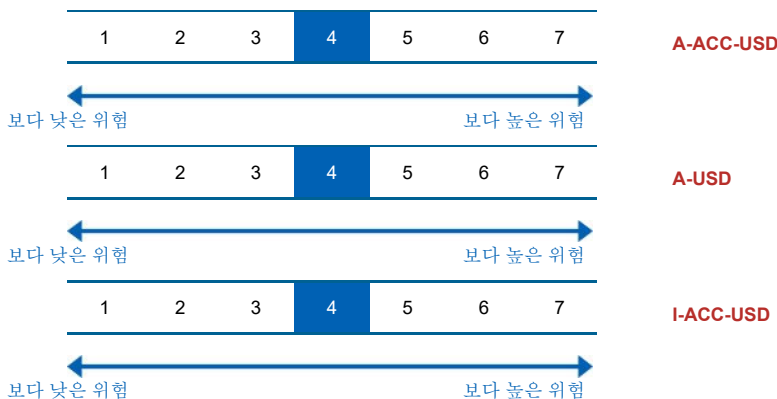 1 2 3 4 5 6 7 A-ACC-USD
보다 낮은 위험 보다 높은 위험
1 2 3 4 5 6 7 A-USD
보다 낮은 위험 보다 높은 위험
1 2 3 4 5 6 7 I-ACC-USD
보다 낮은 위험 보다 높은 위험